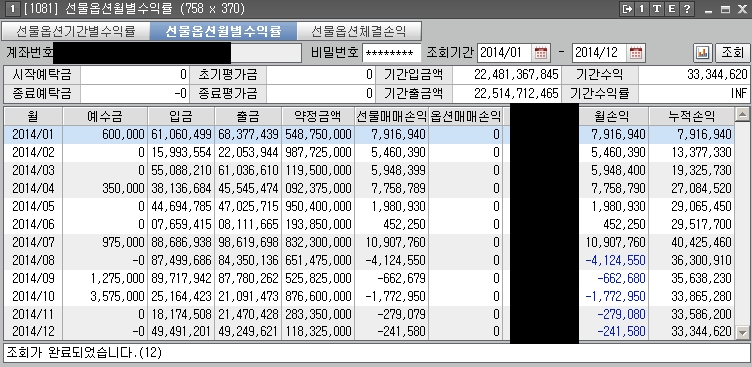 1 [1081] 선물옵션월별수익률 (758 x 370) 1 T E ?
선물옵션기간별수익률 선물옵션월별수익률 선물옵션체결손익
계좌번호 비밀번호 ******** 조회기간 2014/01 - 2014/12 조회
시작예탁금 0 초기평가금 0 기간입금액 22,481,367,845 기간수익 33,344,620
종료예탁금 -0 종료평가금 0 기간출금액 22,514,712,465 기간수익률 INF
월 예수금 입금 출금 약정금액 선물매매손익 옵션매매손익 월손익 누적손익
2014/01 600,000 61,060,499 68,377,439 548,750,000 7,916,940 0 7,916,940 7,916,940
2014/02 0 15,993,554 22,053,944 987,725,000 5,460,390 0 5,460,390 13,377,330
2014/03 0 55,088,210 61,036,610 119,500,000 5,948,399 0 5,948,400 19,325,730
2014/04 350,000 38,136,684 45,545,474 092,375,000 7,758,789 0 7,758,790 27,084,520
2014/05 0 44,694,785 47,025,715 950,400,000 1,980,930 0 1,980,930 29,065,450
2014/06 0 07,659,415 08,111,665 193,850,000 452,250 0 452,250 29,517,700
2014/07 975,000 88,686,938 98,619,698 832,300,000 10,907,760 0 10,907,760 40,425,460
2014/08 -0 87,499,686 84,350,136 651,475,000 -4,124,550 0 -4,124,550 36,300,910
2014/09 1,275,000 89,717,942 87,780,262 525,825,000 -662,679 0 -662,680 35,638,230
2014/10 3,575,000 25,164,423 21,091,473 876,600,000 -1,772,950 0 -1,772,950 33,865,280
2014/11 0 18,174,508 21,470,428 283,350,000 -279,079 0 -279,080 33,586,200
2014/12 -0 49,491,201 49,249,621 118,325,000 -241,580 0 -241,580 33,344,620
조회가 완료되었습니다.(12)